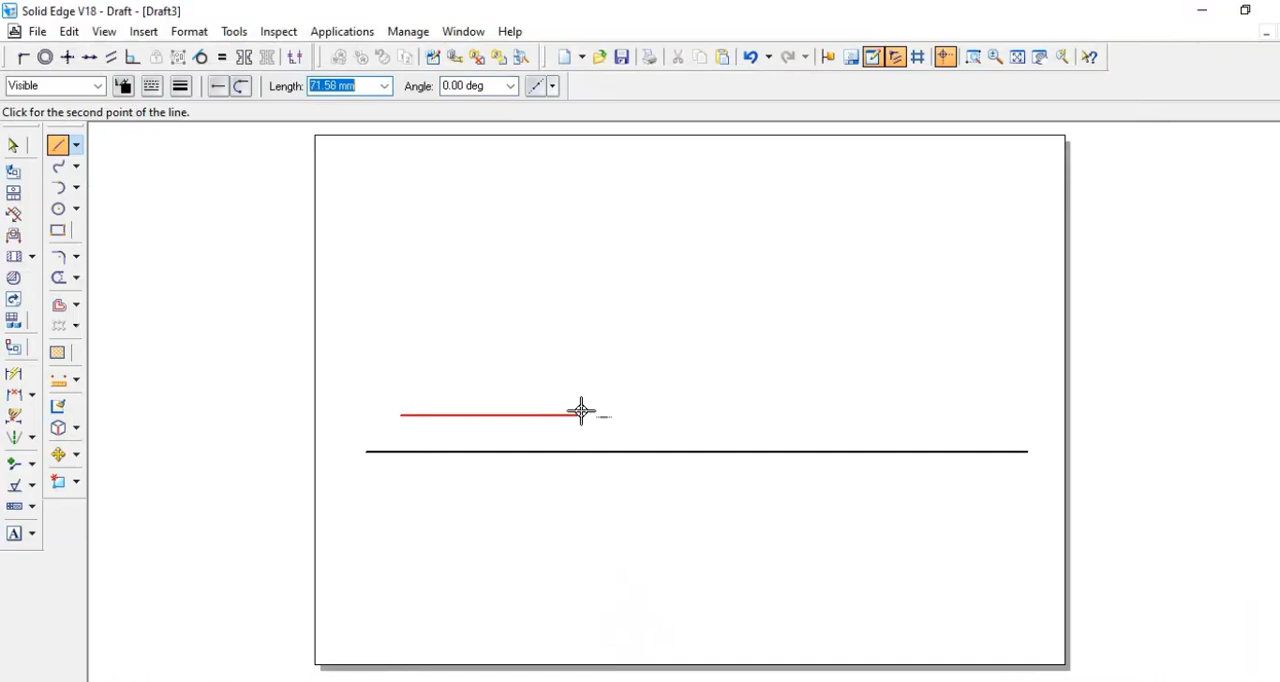 Solid Edge V18 - Draft - [Draft3]
File Edit View Insert Format Tools Inspect Applications Manage Window Help
Visible Length: 71.56 mm Angle: 0.00 deg
Click for the second point of the line.
A